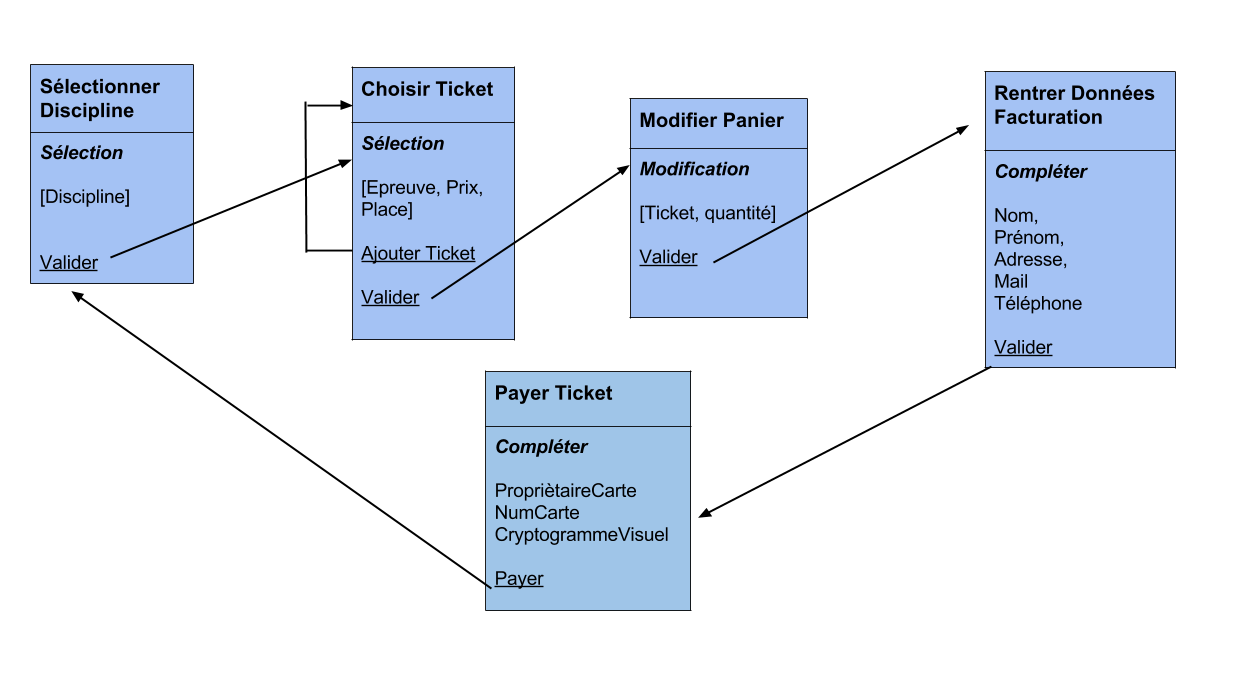 Sélectionner
Discipline
Sélection
[Discipline]
Valider
Choisir Ticket
Sélection
[Epreuve, Prix,
Place]
Ajouter Ticket
Valider
Modifier Panier
Modification
[Ticket, quantité]
Valider
Rentrer Données
Facturation
Compléter
Nom,
Prénom,
Adresse,
Mail
Téléphone
Valider
Payer Ticket
Compléter
PropriètaireCarte
NumCarte
CryptogrammeVisuel
Payer